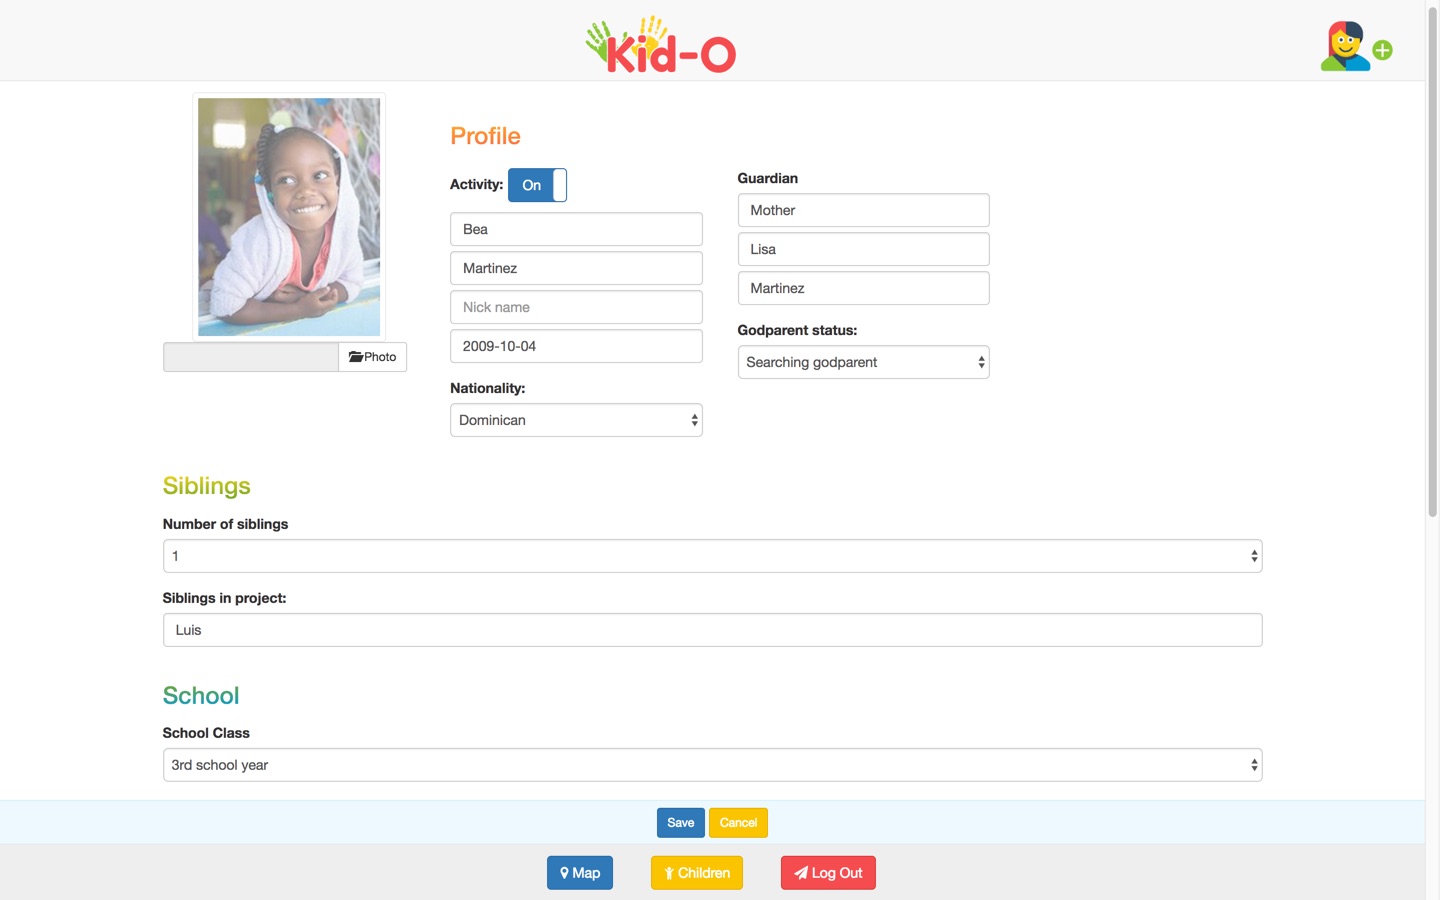 Kid-O
Profile
Activity: On
Bea
Martinez
Nick name
2009-10-04
Nationality:
Dominican
Guardian
Mother
Lisa
Martinez
Godparent status:
Searching godparent
Photo
Siblings
Number of siblings
1
Siblings in project:
Luis
School
School Class
3rd school year
Save Cancel
Map Children Log Out